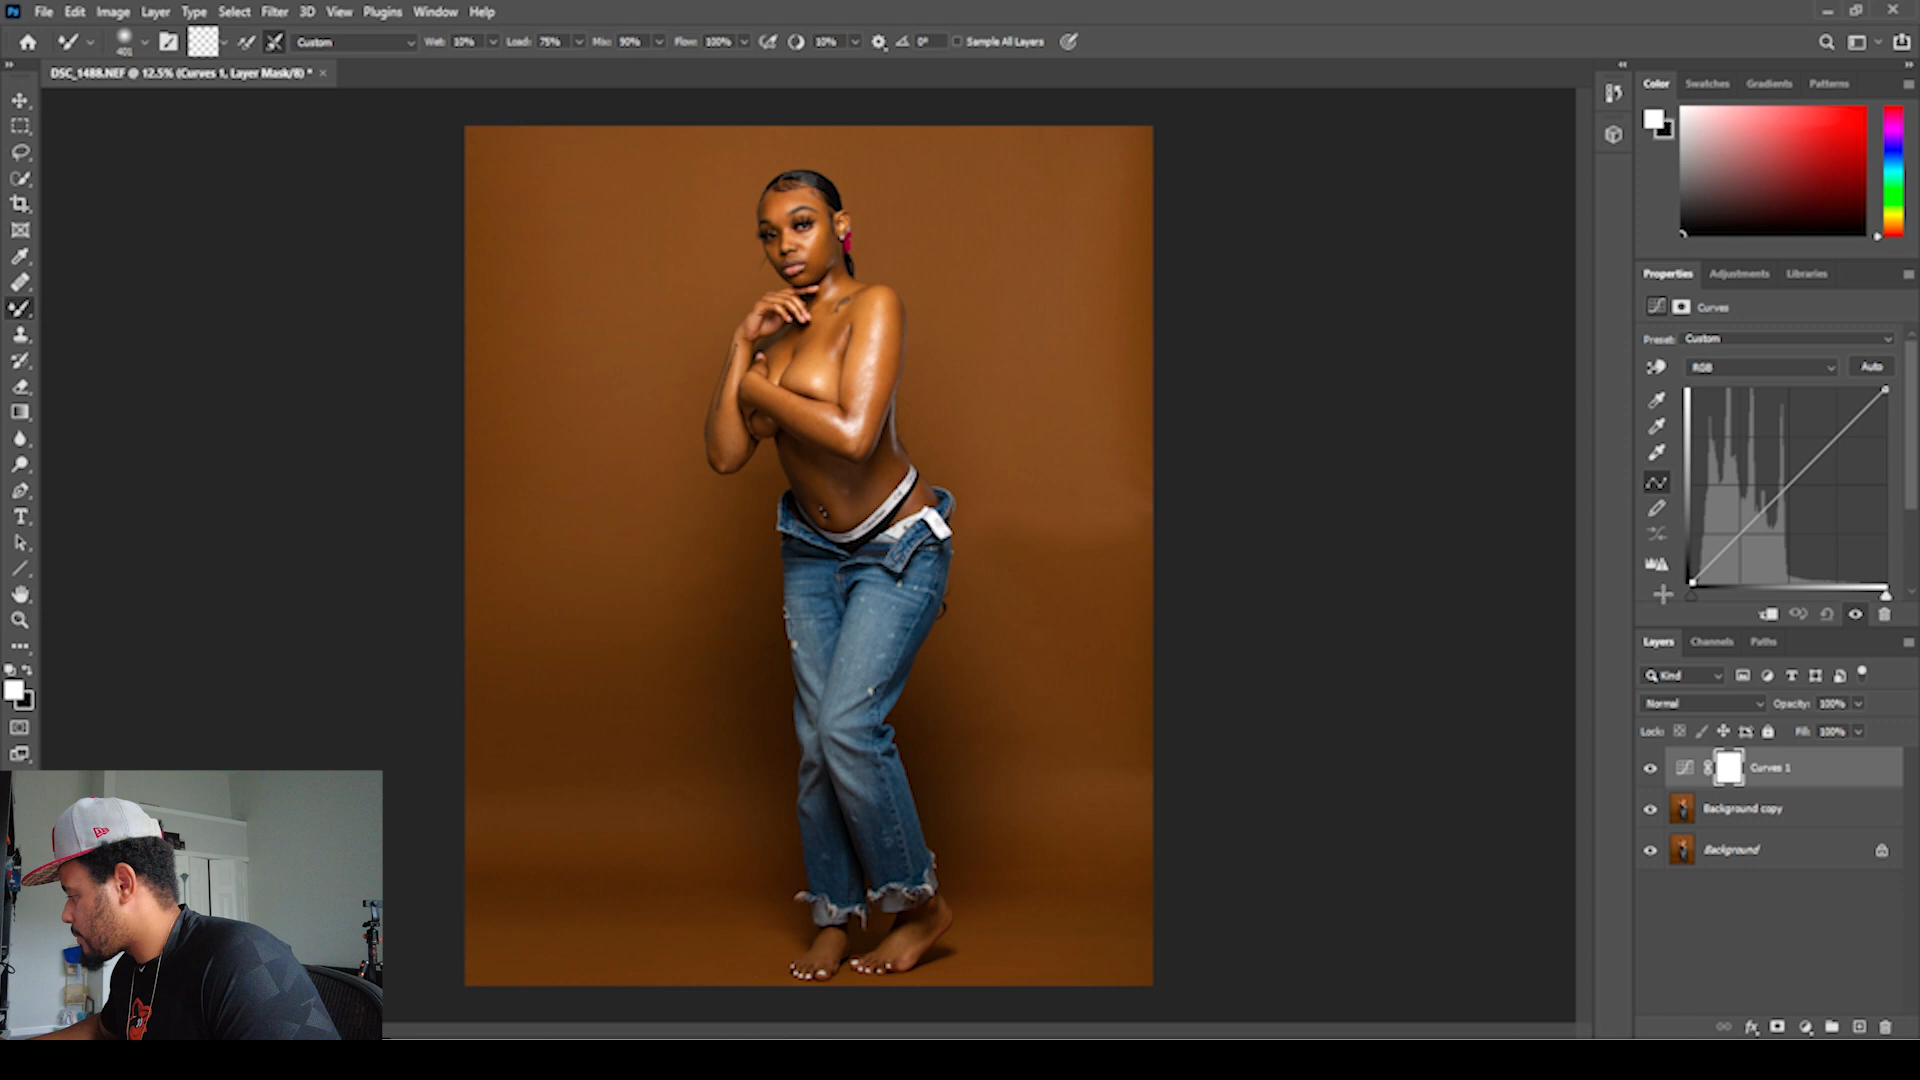 Ps File Edit Image Layer Type Select Filter 3D View Plugins Window Help
401 Custom Wet: 10% Load: 75% Mix: 90% Flow: 100% 10% 0° Sample All Layers
DSC_1488.NEF @ 12.5% (Curves 1, Layer Mask/8) * ×
Color Swatches Gradients Patterns
Properties Adjustments Libraries
Curves
Preset: Custom
RGB Auto
Layers Channels Paths
Kind
Normal Opacity: 100%
Lock: Fill: 100%
Curves 1
Background copy
Background